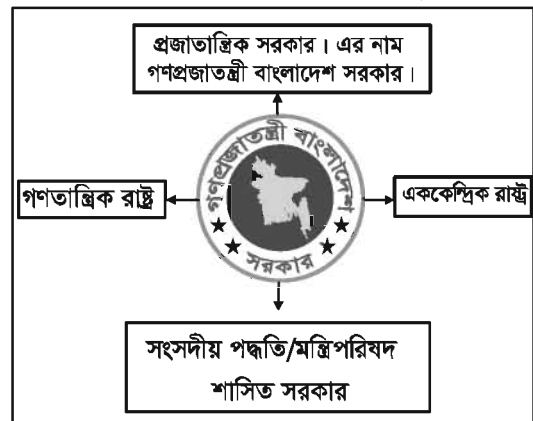 প্রজাতান্ত্রিক সরকার। এর নাম
গণপ্রজাতন্ত্রী বাংলাদেশ সরকার।
গণপ্রজাতন্ত্রী বাংলাদেশ
সরকার
গণতান্ত্রিক রাষ্ট্র
এককেন্দ্রিক রাষ্ট্র
সংসদীয় পদ্ধতি/মন্ত্রিপরিষদ
শাসিত সরকার